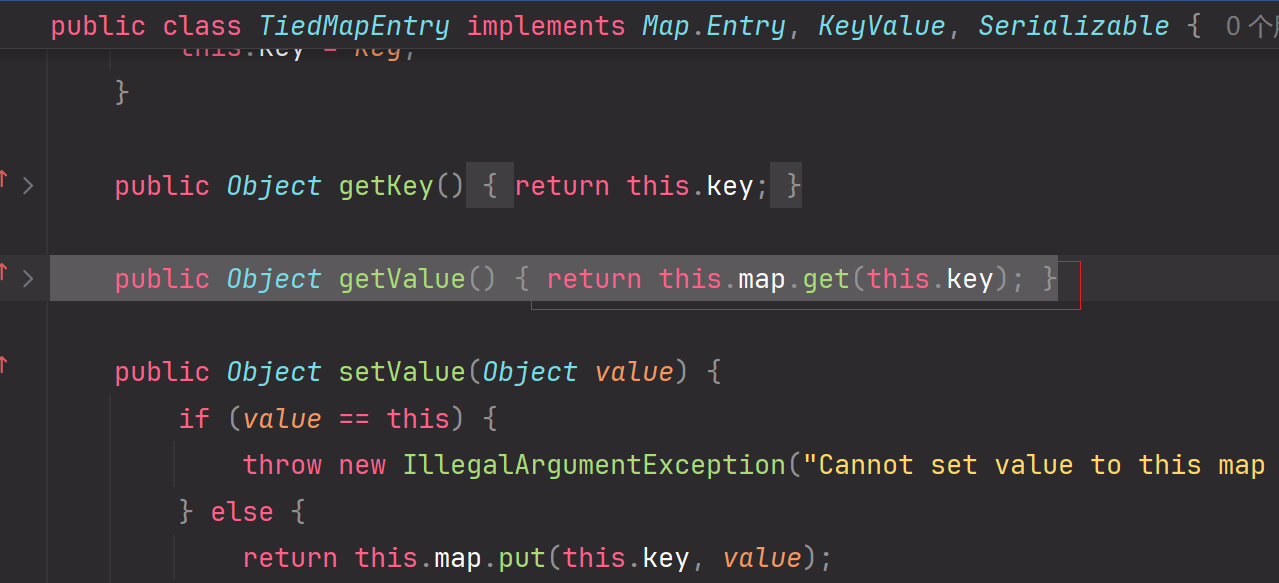 public class TiedMapEntry implements Map.Entry, KeyValue, Serializable { 0 个
this.key = key;
}
public Object getKey() { return this.key; }
public Object getValue() { return this.map.get(this.key); }
public Object setValue(Object value) {
if (value == this) {
throw new IllegalArgumentException("Cannot set value to this map
} else {
return this.map.put(this.key, value);